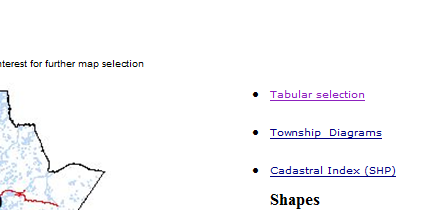 nterest for further map selection
Tabular selection
Township Diagrams
Cadastral Index (SHP)
Shapes